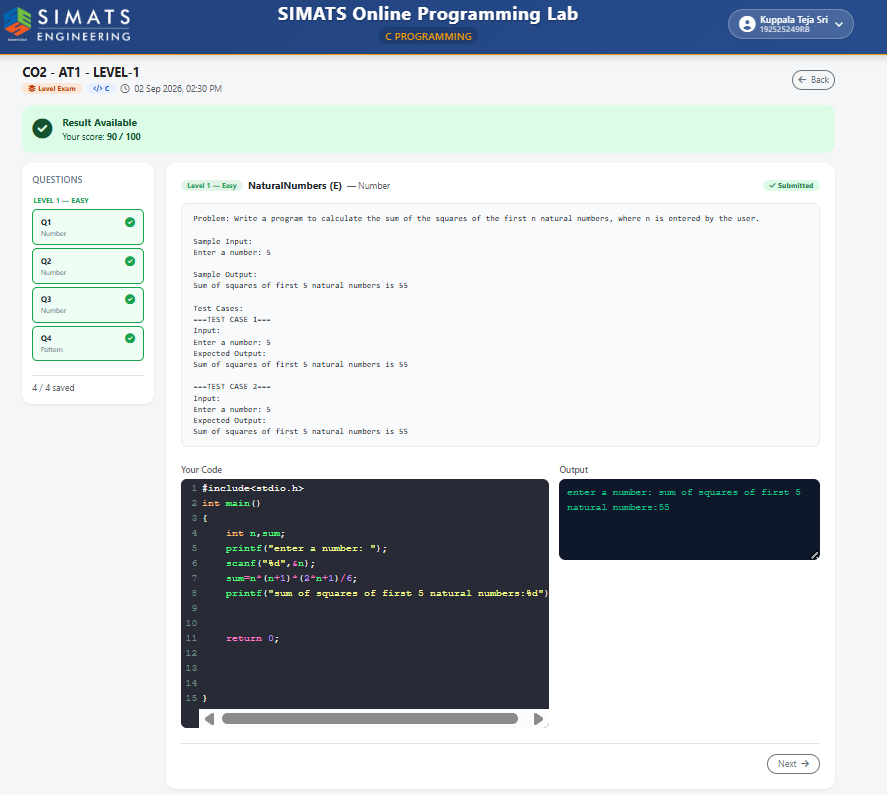 SIMATS
ENGINEERING
SIMATS Online Programming Lab
C PROGRAMMING
Kuppala Teja Sri
192525249RB
CO2 - AT1 - LEVEL-1
Level Exam
</> C
02 Sep 2026, 02:30 PM
← Back
Result Available
Your score: 90 / 100
QUESTIONS
LEVEL 1 — EASY
Q1
Number
Q2
Number
Q3
Number
Q4
Pattern
4 / 4 saved
Level 1 — Easy
NaturalNumbers (E) — Number
Submitted
Problem: Write a program to calculate the sum of the squares of the first n natural numbers, where n is entered by the user.
Sample Input:
Enter a number: 5
Sample Output:
Sum of squares of first 5 natural numbers is 55
Test Cases:
===TEST CASE 1===
Input:
Enter a number: 5
Expected Output:
Sum of squares of first 5 natural numbers is 55
===TEST CASE 2===
Input:
Enter a number: 5
Expected Output:
Sum of squares of first 5 natural numbers is 55
Your Code
1 #include<stdio.h>
2 int main()
3 {
4 int n,sum;
5 printf("enter a number: ");
6 scanf("%d",&n);
7 sum=n*(n+1)*(2*n+1)/6;
8 printf("sum of squares of first 5 natural numbers:%d")
9
10
11 return 0;
12
13
14
15 }
Output
enter a number: sum of squares of first 5
natural numbers:55
Next →